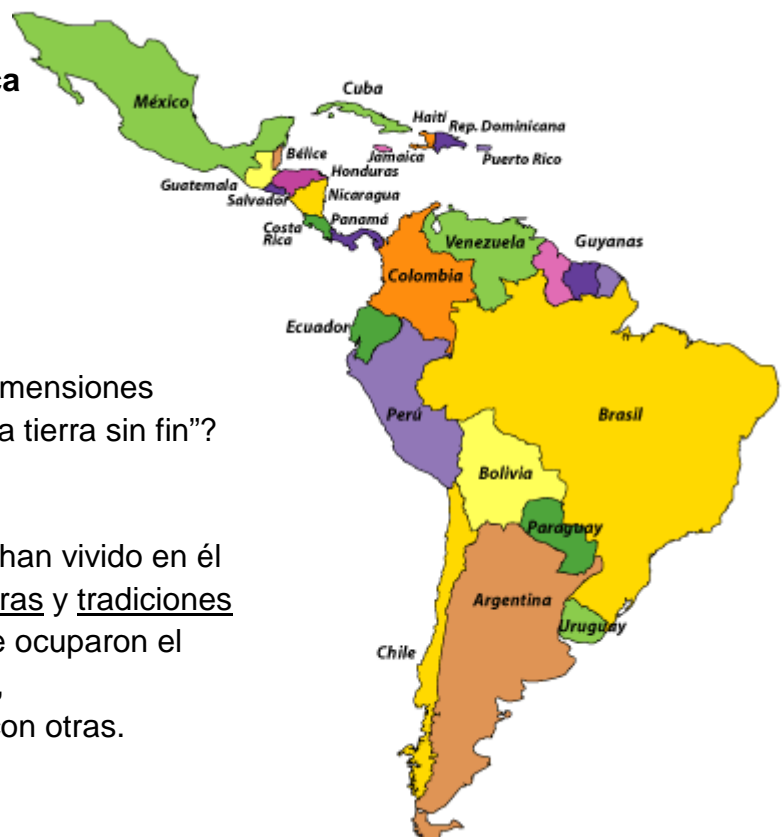 ca
México
Cuba
Haití
Rep. Dominicana
Bélice
Jamaica
Puerto Rico
Honduras
Guatemala
Salvador
Nicaragua
Costa
Rica
Panamá
Venezuela
Guyanas
Colombia
Ecuador
mensiones
a tierra sin fin”?
Perú
Brasil
Bolivia
Paraguay
han vivido en él
ras y tradiciones
e ocuparon el
,
con otras.
Argentina
Uruguay
Chile